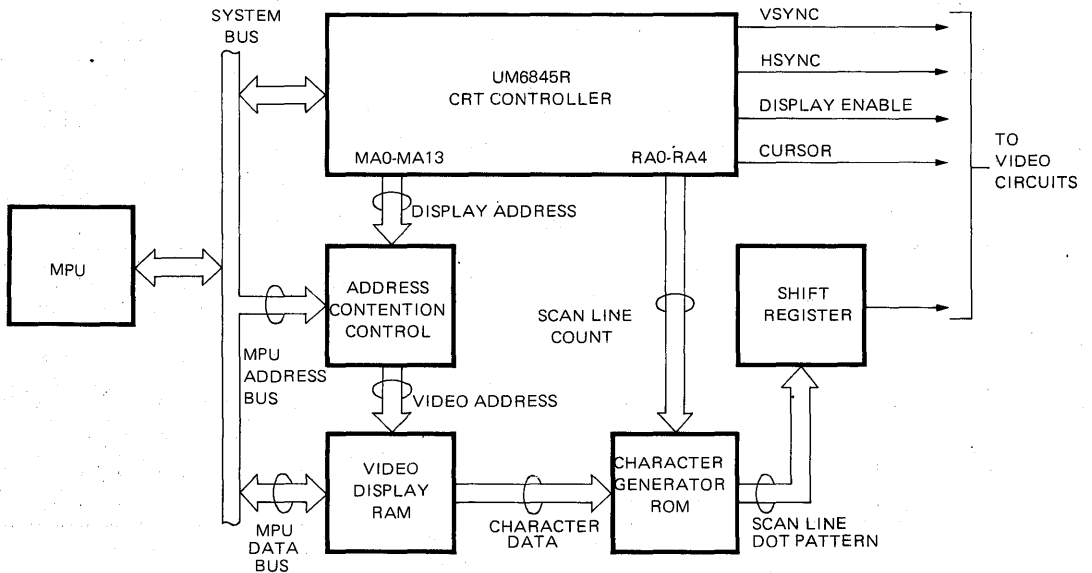 SYSTEM
BUS
UM6845R
CRT CONTROLLER
MA0-MA13
RA0-RA4
VSYNC
HSYNC
DISPLAY ENABLE
CURSOR
TO
VIDEO
CIRCUITS
DISPLAY ADDRESS
MPU
ADDRESS
CONTENTION
CONTROL
SCAN LINE
COUNT
SHIFT
REGISTER
MPU
ADDRESS
BUS
VIDEO ADDRESS
VIDEO
DISPLAY
RAM
CHARACTER
GENERATOR
ROM
MPU
DATA
BUS
CHARACTER
DATA
SCAN LINE
DOT PATTERN